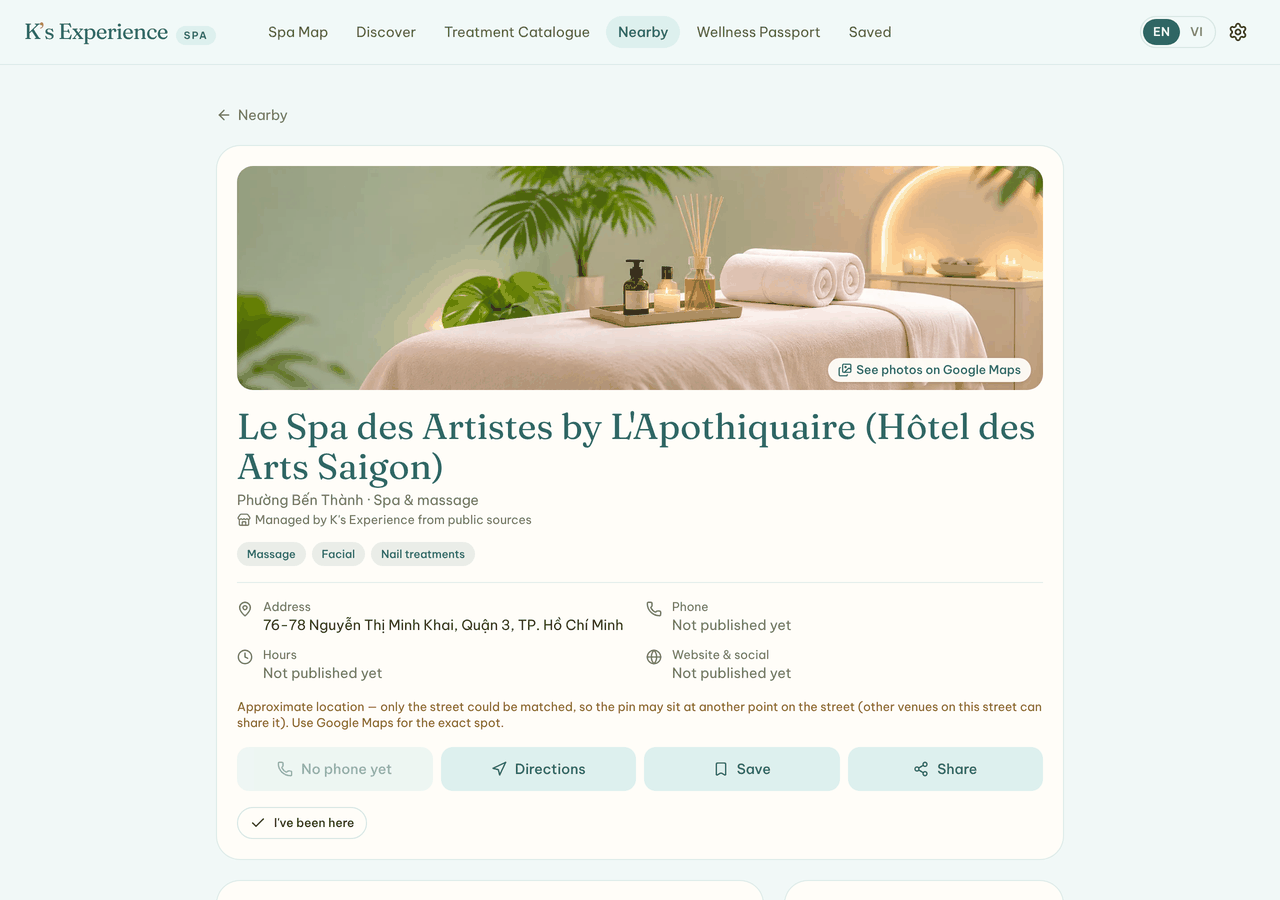 K's Experience SPA
Spa Map
Discover
Treatment Catalogue
Nearby
Wellness Passport
Saved
EN
VI
Nearby
See photos on Google Maps
Le Spa des Artistes by L'Apothiquaire (Hôtel des
Arts Saigon)
Phường Bến Thành · Spa & massage
Managed by K's Experience from public sources
Massage
Facial
Nail treatments
Address
76-78 Nguyễn Thị Minh Khai, Quận 3, TP. Hồ Chí Minh
Phone
Not published yet
Hours
Not published yet
Website & social
Not published yet
Approximate location — only the street could be matched, so the pin may sit at another point on the street (other venues on this street can
share it). Use Google Maps for the exact spot.
No phone yet
Directions
Save
Share
I've been here